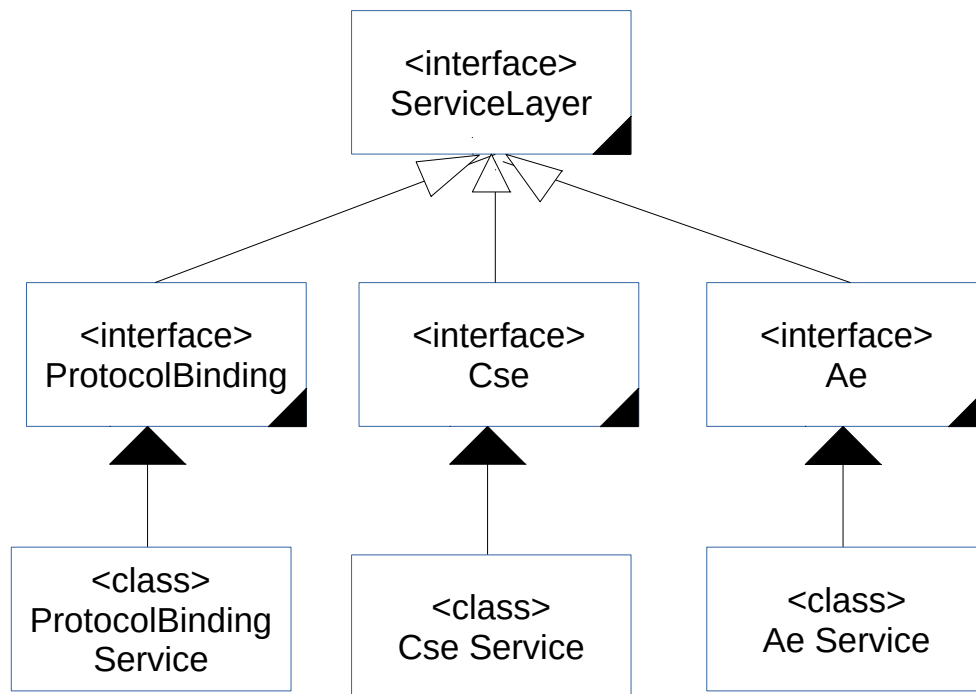 <interface>
ServiceLayer
<interface>
ProtocolBinding
<interface>
Cse
<interface>
Ae
<class>
ProtocolBinding
Service
<class>
Cse Service
<class>
Ae Service